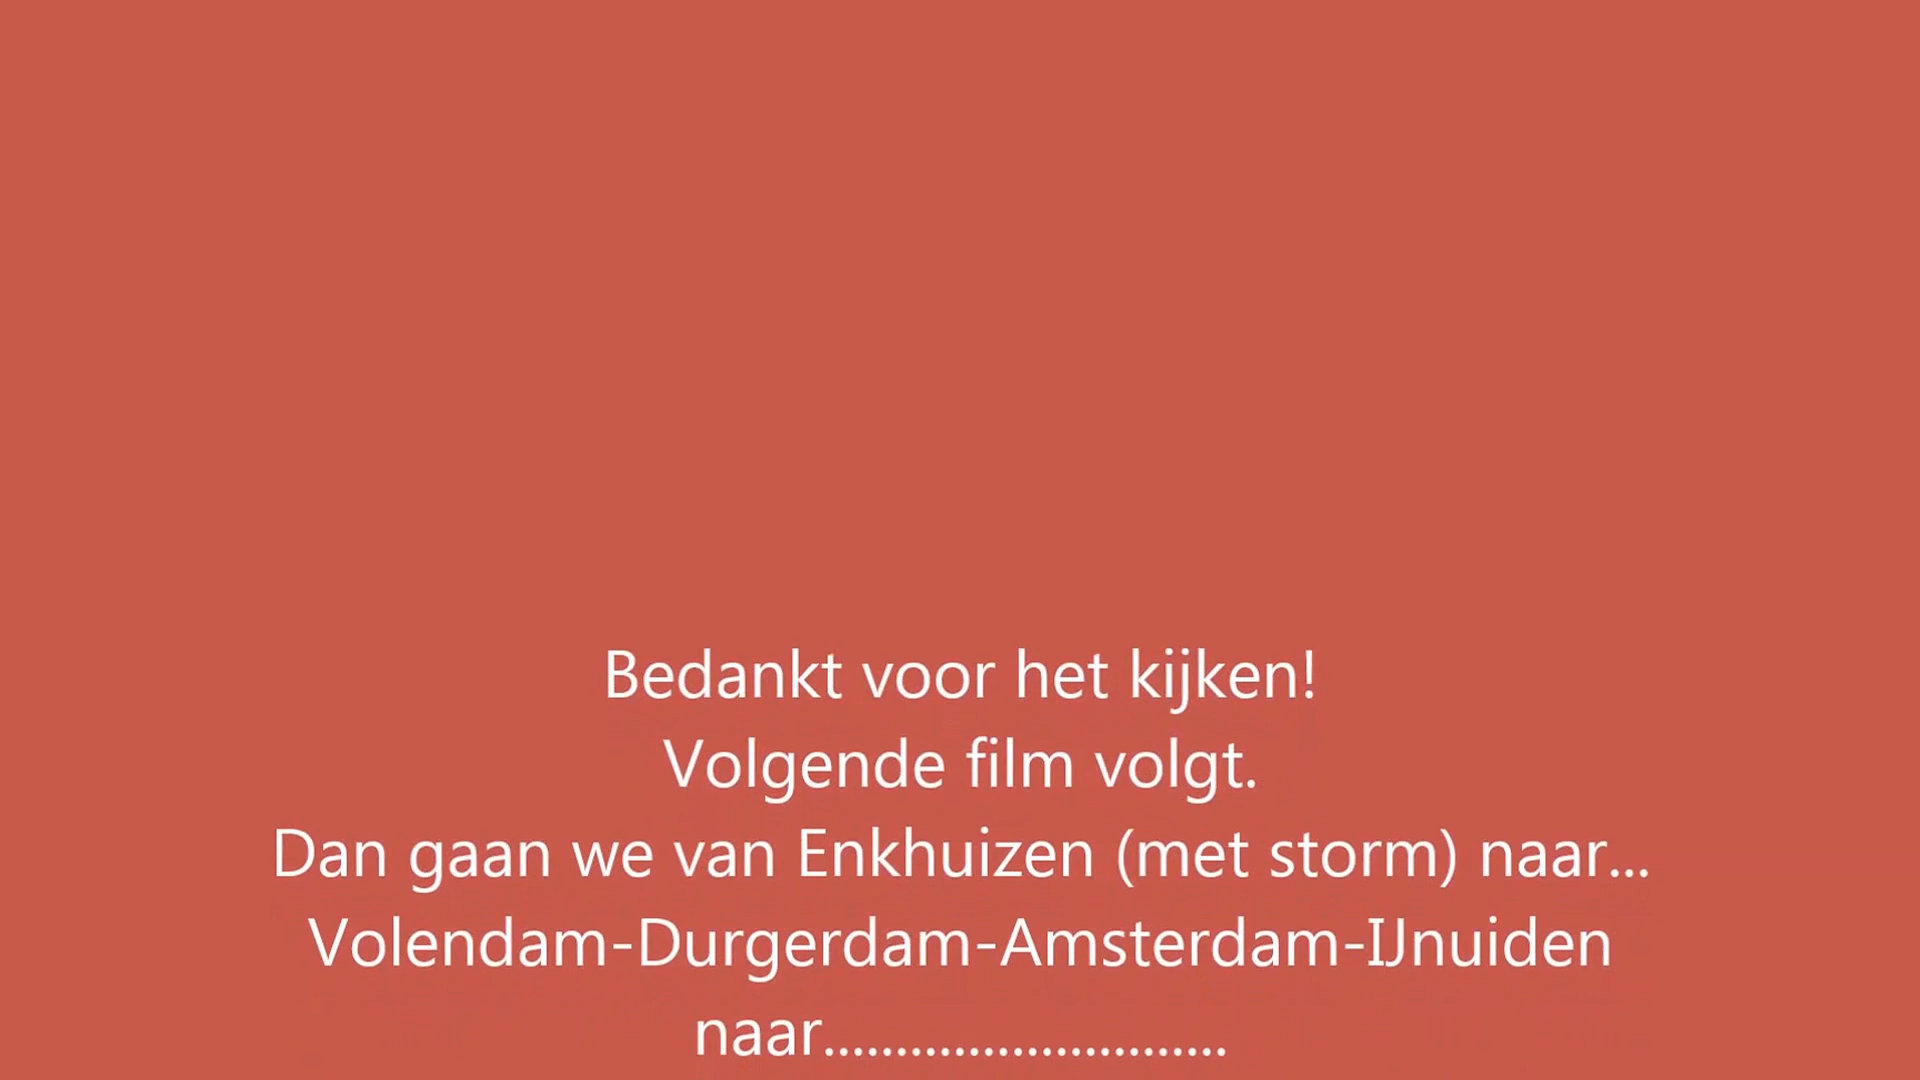 Bedankt voor het kijken!
Volgende film volgt.
Dan gaan we van Enkhuizen (met storm) naar...
Volendam-Durgerdam-Amsterdam-IJnuiden
naar............................